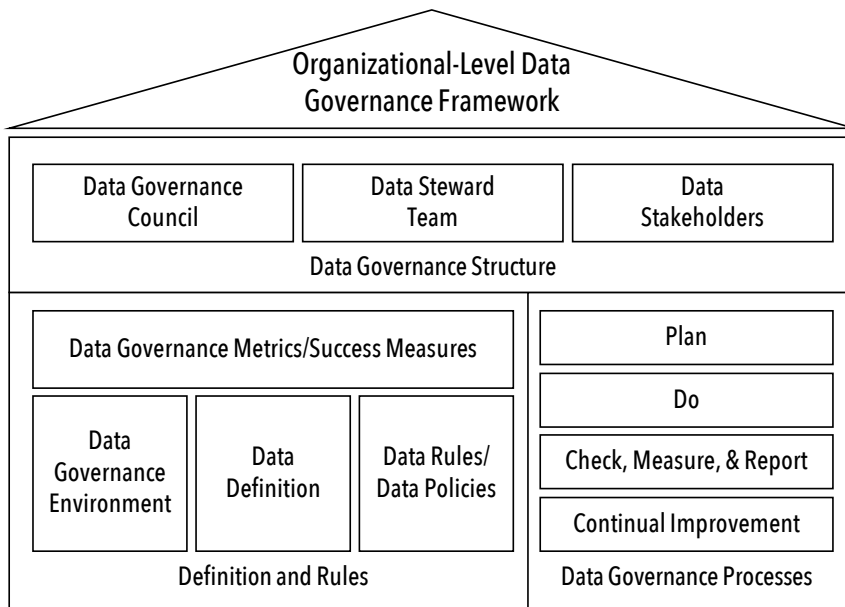 Organizational-Level Data
Governance Framework
Data Governance
Council
Data Steward
Team
Data
Stakeholders
Data Governance Structure
Data Governance Metrics/Success Measures
Data
Governance
Environment
Data
Definition
Data Rules/
Data Policies
Definition and Rules
Plan
Do
Check, Measure, & Report
Continual Improvement
Data Governance Processes